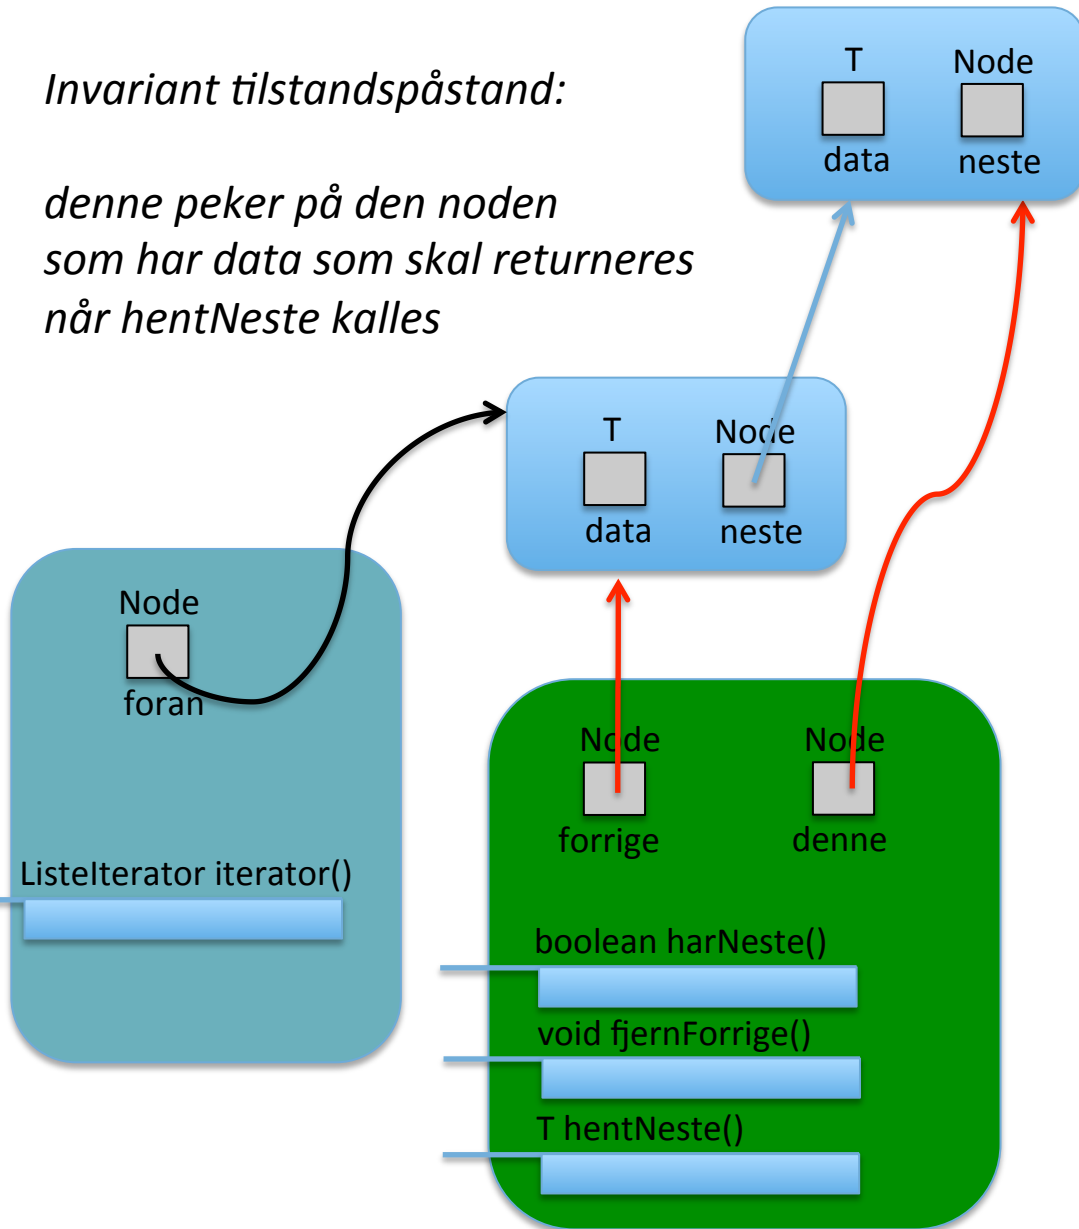 Invariant tilstandspåstand:
denne peker på den noden
som har data som skal returneres
når hentNeste kalles
T Node
data neste
T Node
data neste
Node
foran
ListeIterator iterator()
Node Node
forrige denne
boolean harNeste()
void fjernForrige()
T hentNeste()